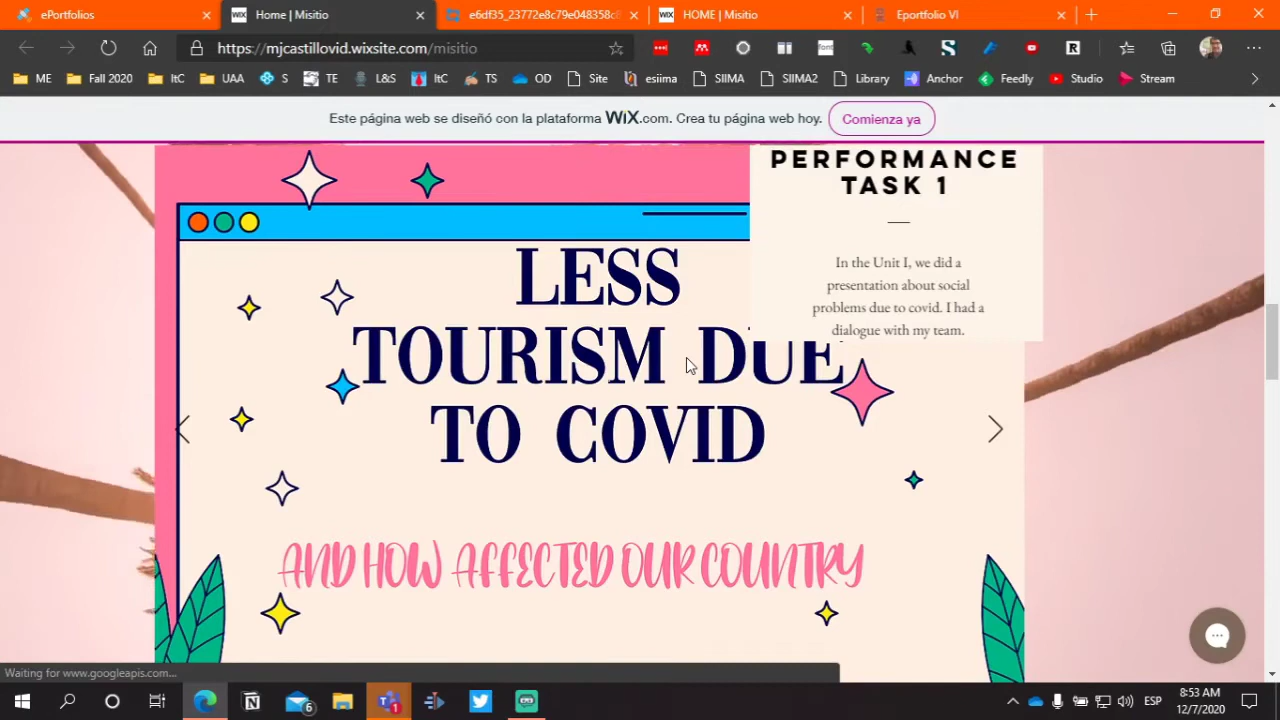 ePortfolios
Home | Misitio
e6df35_23772e8c79e048358c8
HOME | Misitio
Eportfolio VI
https://mjcastillovid.wixsite.com/misitio
ME
Fall 2020
ItC
UAA
S
TE
L&S
ItC
TS
OD
Site
esiima
SIIMA
SIIMA2
Library
Anchor
Feedly
Studio
Stream
Este página web se diseñó con la plataforma WiX.com. Crea tu página web hoy.
Comienza ya
PERFORMANCE
TASK 1
In the Unit I, we did a
presentation about social
problems due to covid. I had a
dialogue with my team.
LESS
TOURISM DUE
TO COVID
AND HOW AFFECTED OUR COUNTRY
Waiting for www.googleapis.com...
ESP
8:53 AM
12/7/2020